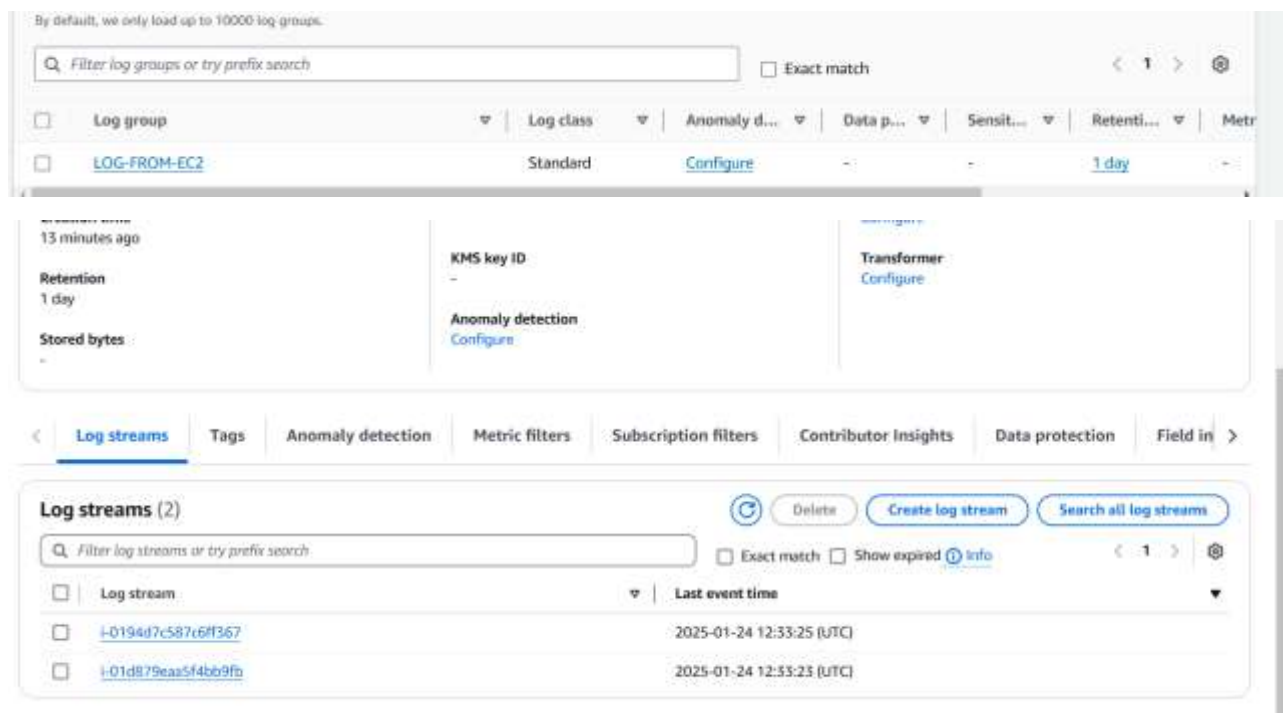 By default, we only load up to 10000 log groups.
Filter log groups or try prefix search
Exact match
1
Log group Log class Anomaly d... Data p... Sensit... Retenti... Metr
LOG-FROM-EC2 Standard Configure - - 1 day -
13 minutes ago
KMS key ID
-
Transformer
Configure
Retention
1 day
Anomaly detection
Configure
Stored bytes
-
Log streams Tags Anomaly detection Metric filters Subscription filters Contributor Insights Data protection Field in
Log streams (2) Delete Create log stream Search all log streams
Filter log streams or try prefix search
Exact match Show expired Info
1
Log stream Last event time
i-0194d7c587c6ff367 2025-01-24 12:33:25 (UTC)
i-01d879eaa5f4bb9fb 2025-01-24 12:33:23 (UTC)